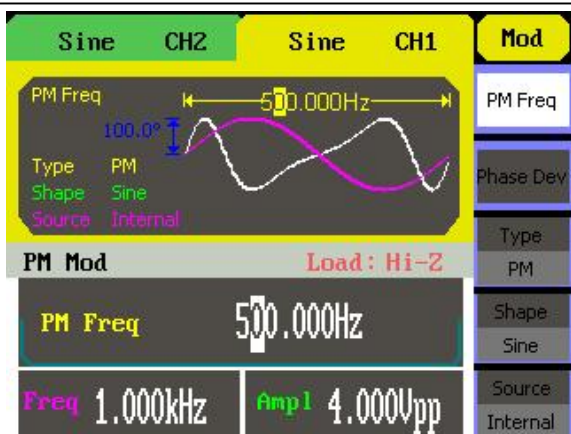 Sine CH2 Sine CH1 Mod
PM Freq 500.000Hz
100.0°
Type PM
Shape Sine
Source Internal
PM Mod Load: Hi-Z
PM Freq 500.000Hz
Freq 1.000kHz Ampl 4.000Vpp
PM Freq
Phase Dev
Type
PM
Shape
Sine
Source
Internal